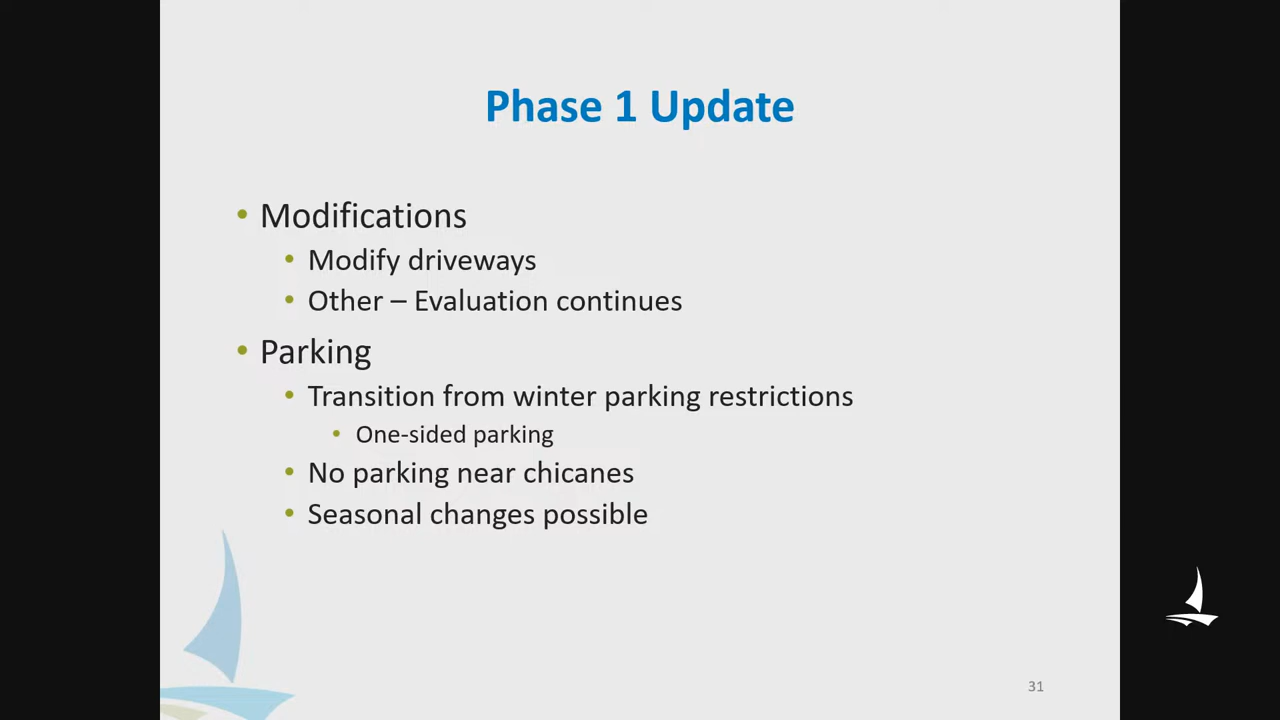 Phase 1 Update
• Modifications
• Modify driveways
• Other – Evaluation continues
• Parking
• Transition from winter parking restrictions
• One-sided parking
• No parking near chicanes
• Seasonal changes possible
31